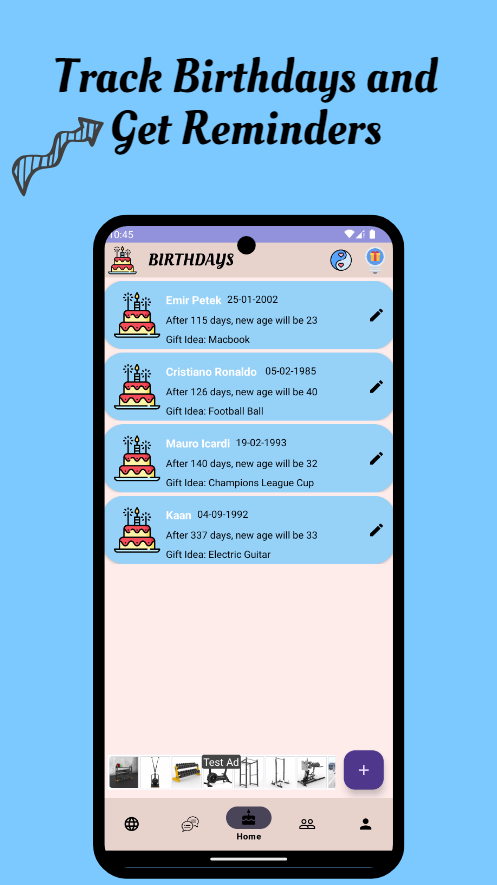 Track Birthdays and
Get Reminders
10:45
BIRTHDAYS
Emir Petek 25-01-2002
After 115 days, new age will be 23
Gift Idea: Macbook
Cristiano Ronaldo 05-02-1985
After 126 days, new age will be 40
Gift Idea: Football Ball
Mauro Icardi 19-02-1993
After 140 days, new age will be 32
Gift Idea: Champions League Cup
Kaan 04-09-1992
After 337 days, new age will be 33
Gift Idea: Electric Guitar
Test Ad
+
Home